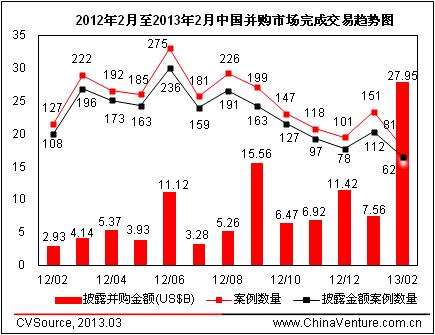 2012年2月至2013年2月中国并购市场完成交易趋势图
35
30
25
20
15
10
5
0
127 222 192 185 275 181 226 199 147 118 101 151 81
108 196 173 163 236 159 191 163 127 97 78 112 62
2.93 4.14 5.37 3.93 11.12 3.28 5.26 15.56 6.47 6.92 11.42 7.56 27.95
12/02 12/04 12/06 12/08 12/10 12/12 13/02
披露并购金额(US$B) 案例数量 披露金额案例数量
CVSource, 2013.03 www.ChinaVenture.com.cn